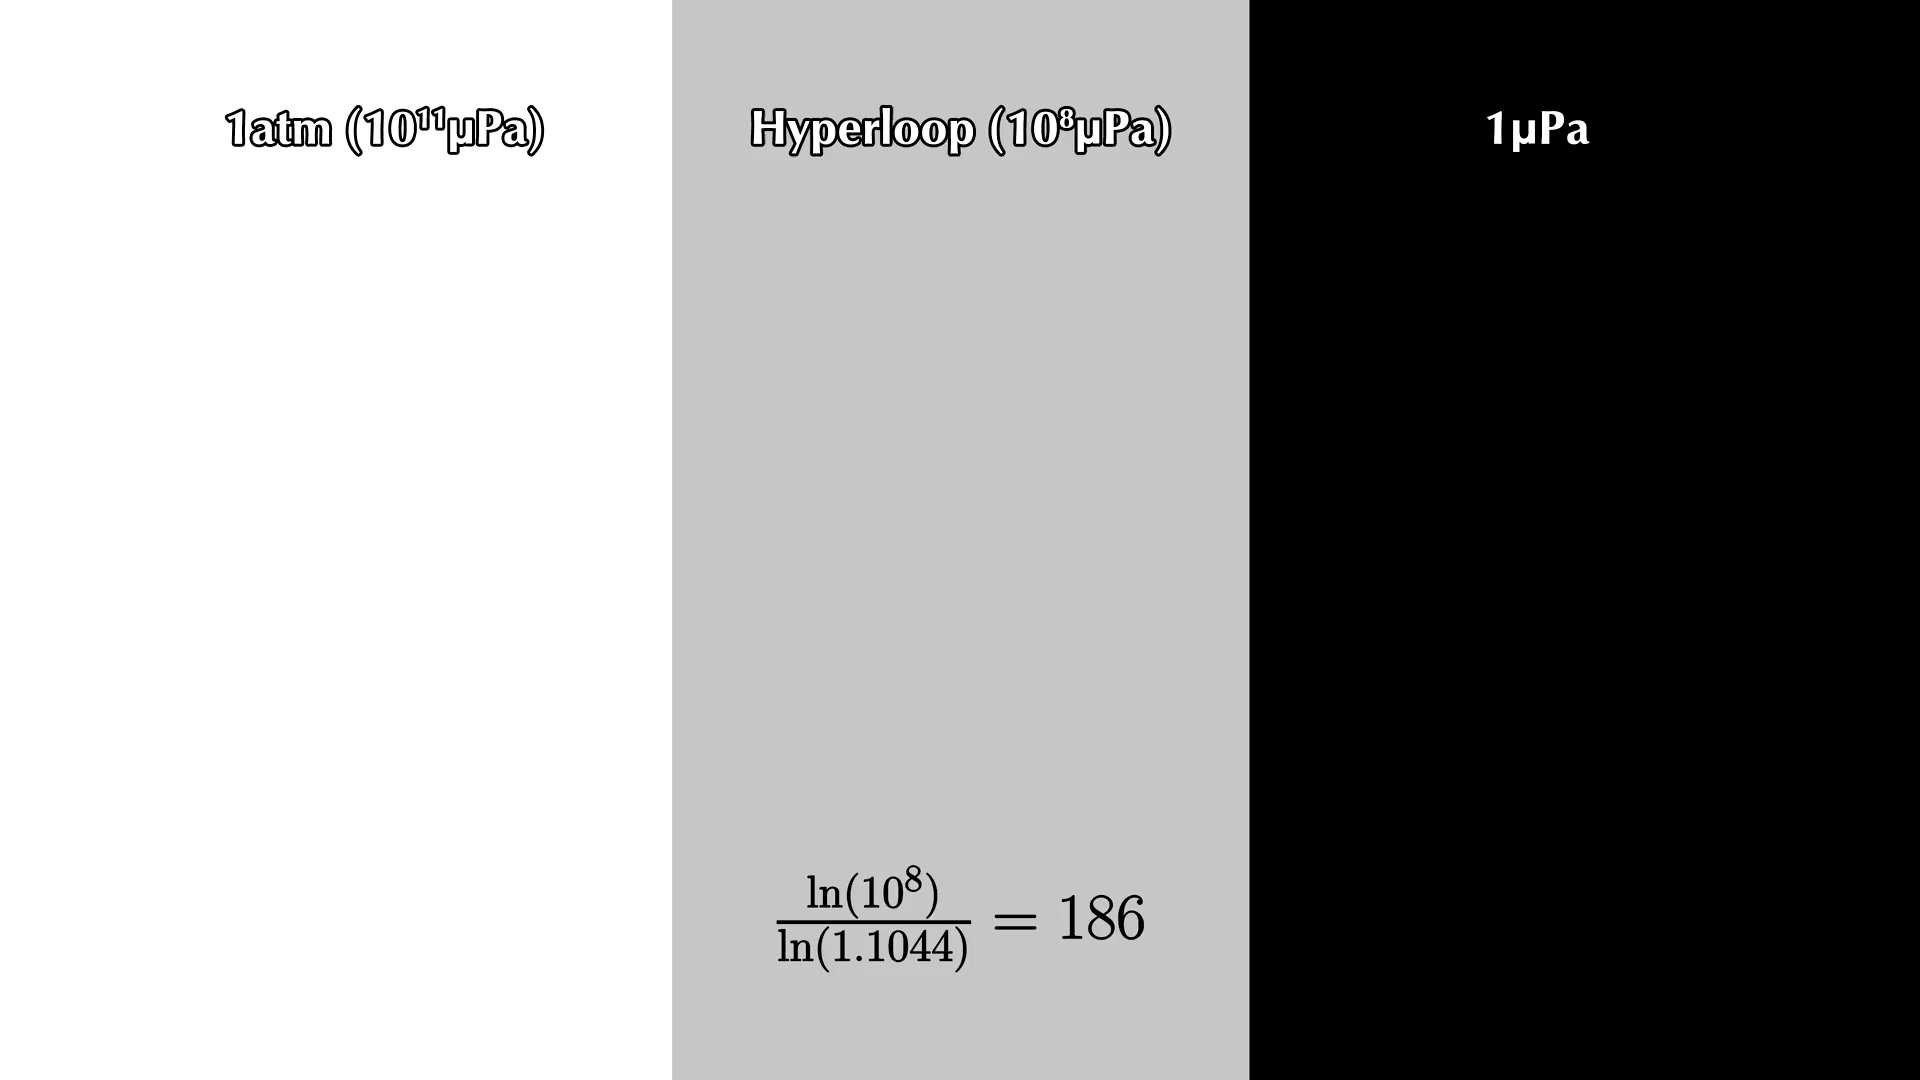 1atm (10¹¹μPa)
Hyperloop (10⁸μPa)
1μPa
ln(10⁸)
ln(1.1044)
= 186